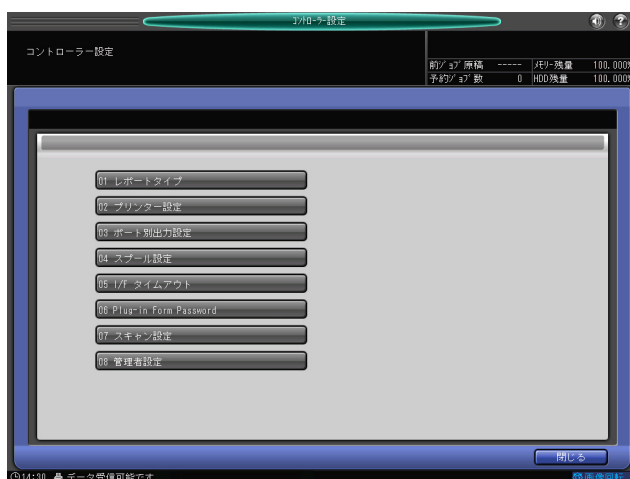 コントローラー設定
コントローラー設定
前ジョブ原稿 ----- メモリー残量 100.000%
予約ジョブ数 0 HDD残量 100.000%
01 レポートタイプ
02 プリンター設定
03 ポート別出力設定
04 スプール設定
05 I/F タイムアウト
06 Plug-in Form Password
07 スキャン設定
08 管理者設定
閉じる
14:30 データ受信可能です 画像回転